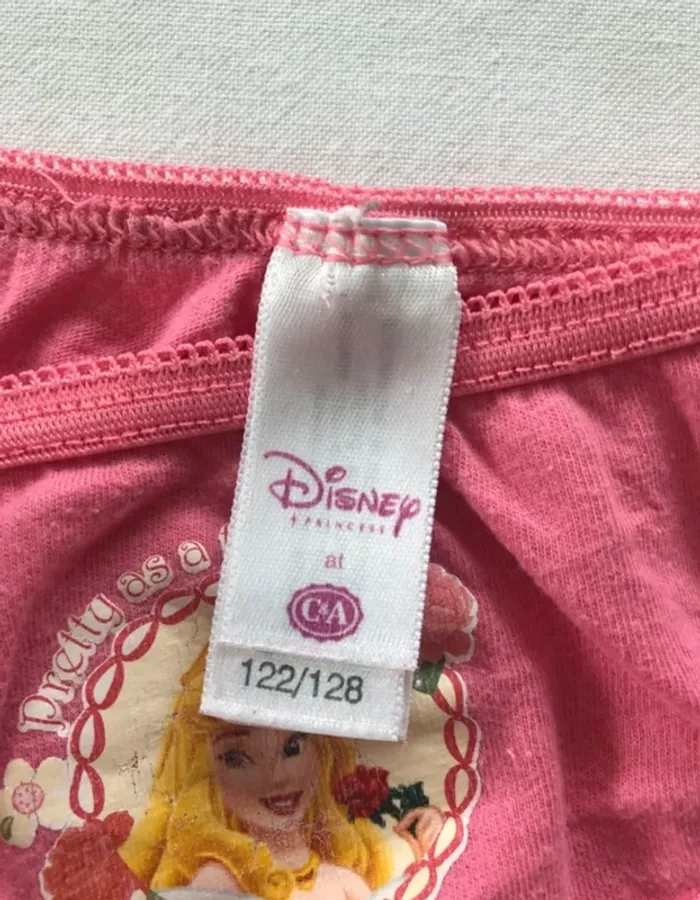 Disney
PRINCESS
at
C&A
122/128
Pretty as a